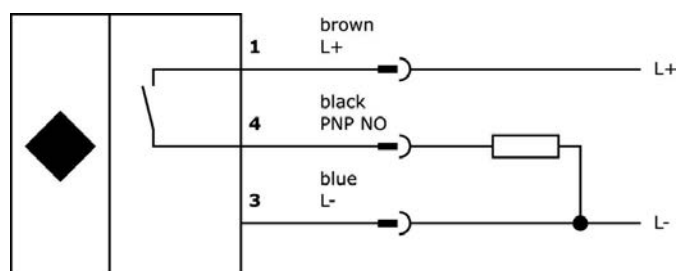 brown
1 L+
L+
black
4 PNP NO
blue
3 L-
L-